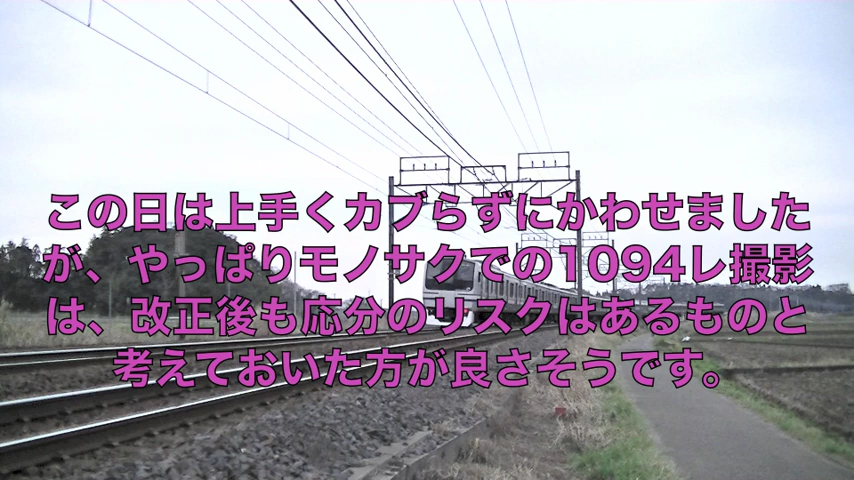 この日は上手くカブらずにかわせました
が、やっぱりモノサクでの1094レ撮影
は、改正後も応分のリスクはあるものと
考えておいた方が良さそうです。